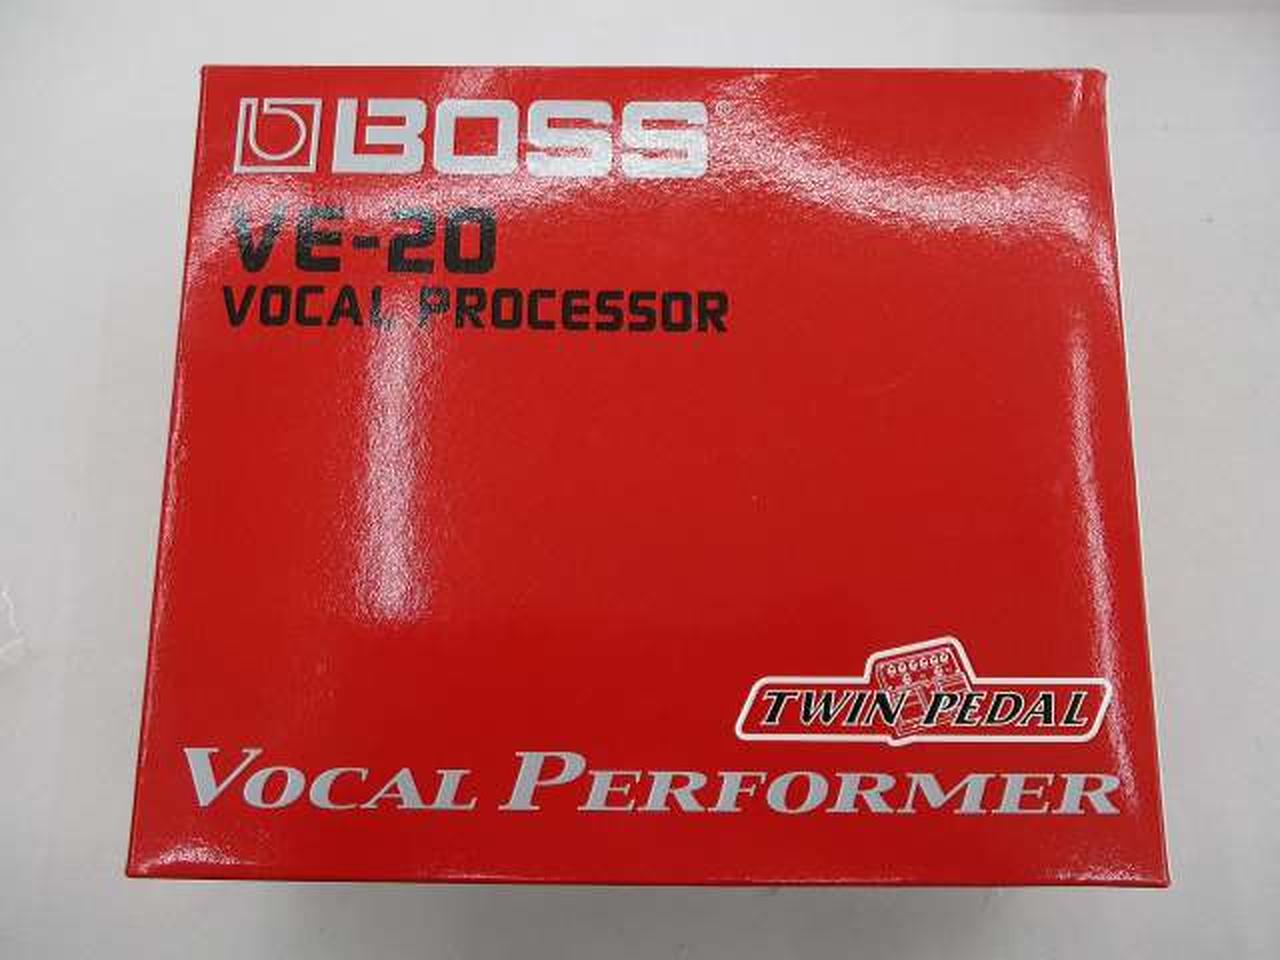 BOSS®
VE-20
VOCAL PROCESSOR
TWIN PEDAL
VOCAL PERFORMER